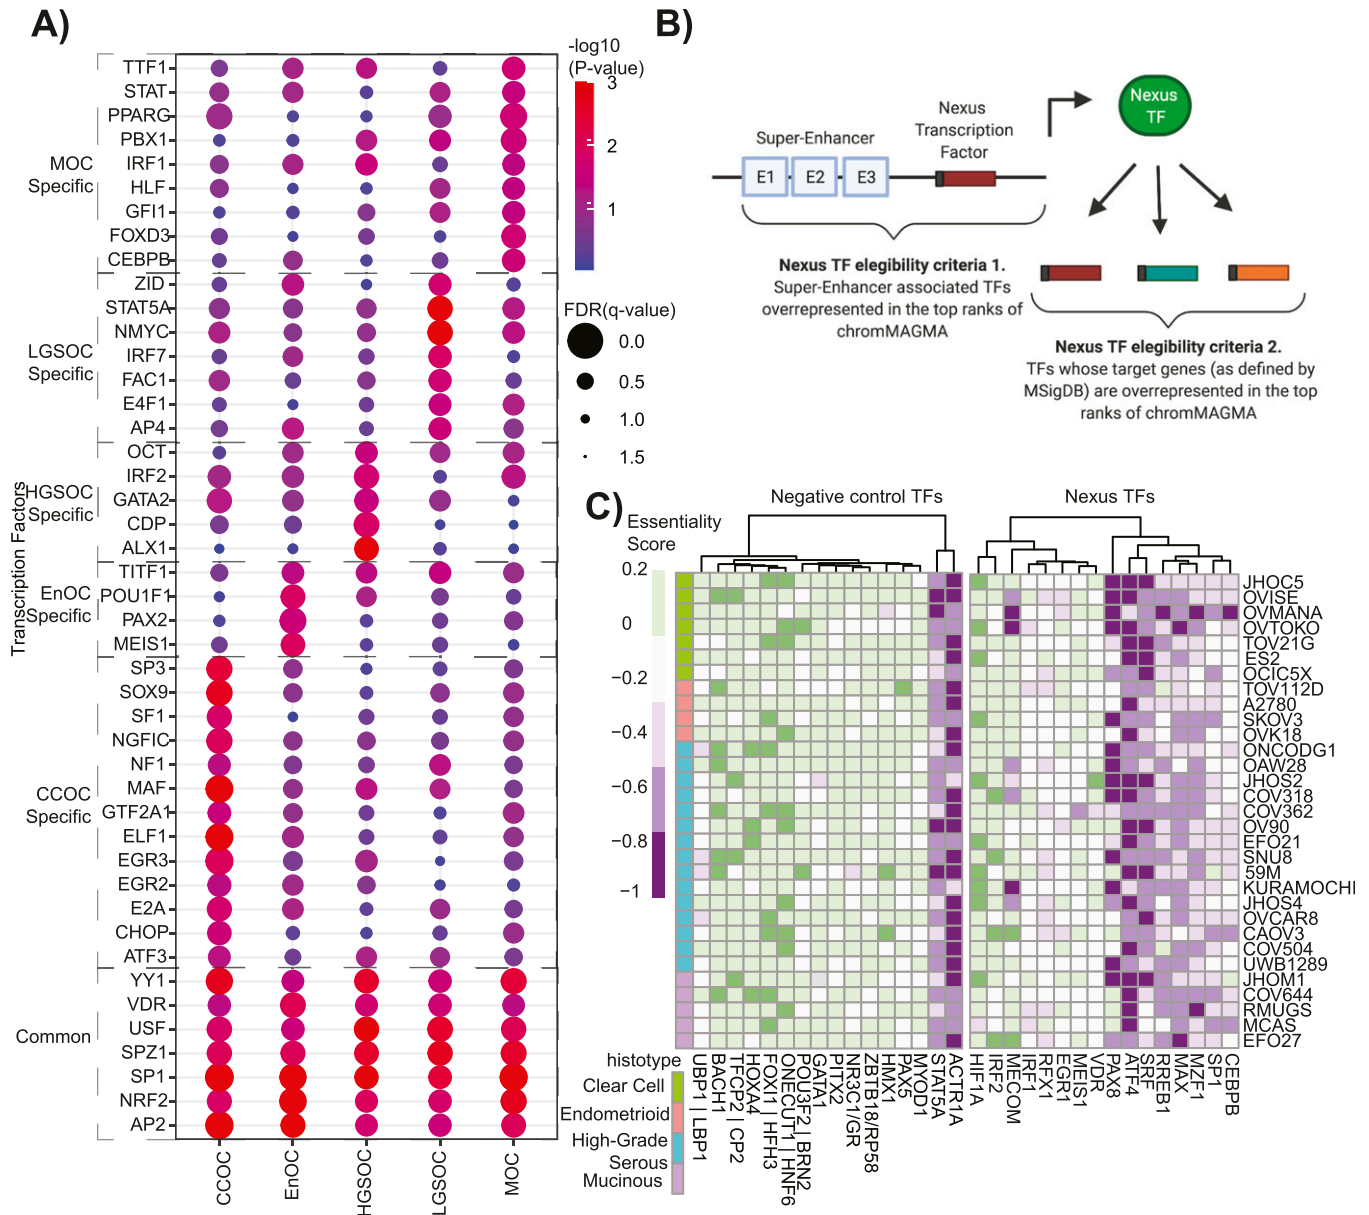 A)
-log10
(P-value)
3
2
1
FDR(q-value)
0.0
0.5
1.0
1.5
Transcription Factors
MOC
Specific
TTF1
STAT
PPARG
PBX1
IRF1
HLF
GFI1
FOXD3
CEBPB
LGSOC
Specific
ZID
STAT5A
NMYC
IRF7
FAC1
E4F1
AP4
HGSOC
Specific
OCT
IRF2
GATA2
CDP
ALX1
EnOC
Specific
TITF1
POU1F1
PAX2
MEIS1
CCOC
Specific
SP3
SOX9
SF1
NGFIC
NF1
MAF
GTF2A1
ELF1
EGR3
EGR2
E2A
CHOP
ATF3
Common
YY1
VDR
USF
SPZ1
SP1
NRF2
AP2
CCOC
EnOC
HGSOC
LGSOC
MOC
B)
Super-Enhancer
E1
E2
E3
Nexus
Transcription
Factor
Nexus
TF
Nexus TF elegibility criteria 1.
Super-Enhancer associated TFs
overrepresented in the top ranks of
chromMAGMA
Nexus TF elegibility criteria 2.
TFs whose target genes (as defined by
MSigDB) are overrepresented in the top
ranks of chromMAGMA
C)
Essentiality
Score
0.2
0
−0.2
−0.4
−0.6
−0.8
−1
Negative control TFs
Nexus TFs
JHOC5
OVISE
OVMANA
OVTOKO
TOV21G
ES2
OCIC5X
TOV112D
A2780
SKOV3
OVK18
ONCODG1
OAW28
JHOS2
COV318
COV362
OV90
EFO21
SNU8
59M
KURAMOCHI
JHOS4
OVCAR8
CAOV3
COV504
UWB1289
JHOM1
COV644
RMUGS
MCAS
EFO27
histotype
Clear Cell
Endometrioid
High-Grade
Serous
Mucinous
UBP1 | LBP1
BACH1
TFCP2 | CP2
HOXA4
FOXI1 | HFH3
ONECUT1 | HNF6
POU3F2 | BRN2
GATA1
PITX2
NR3C1/GR
ZBTB18/RP58
HMX1
PAX5
MYOD1
STAT5A
ACTR1A
HIF1A
IRF2
MECOM
IRF1
RFX1
EGR1
MEIS1
VDR
PAX8
ATF4
SRF
RREB1
MAX
MZF1
SP1
CEBPB